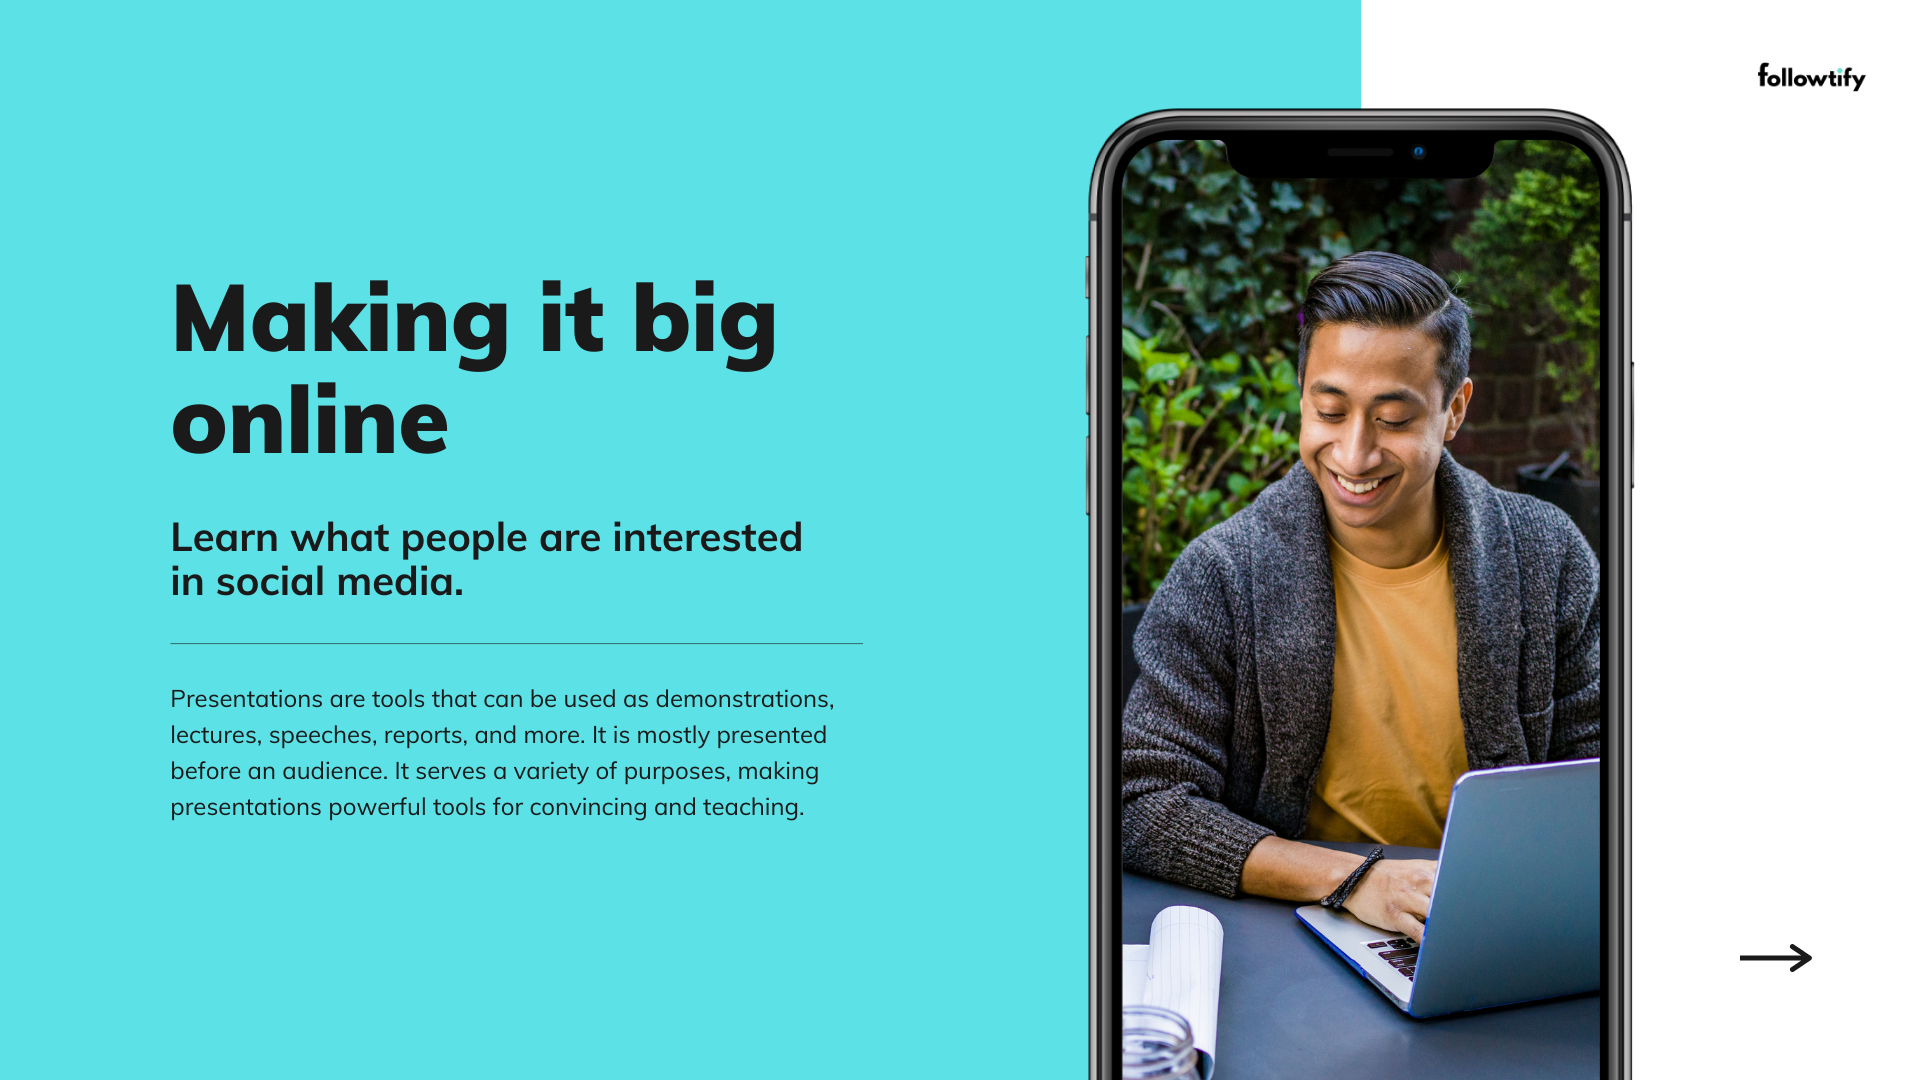 followtify
Making it big
online
Learn what people are interested
in social media.
Presentations are tools that can be used as demonstrations,
lectures, speeches, reports, and more. It is mostly presented
before an audience. It serves a variety of purposes, making
presentations powerful tools for convincing and teaching.